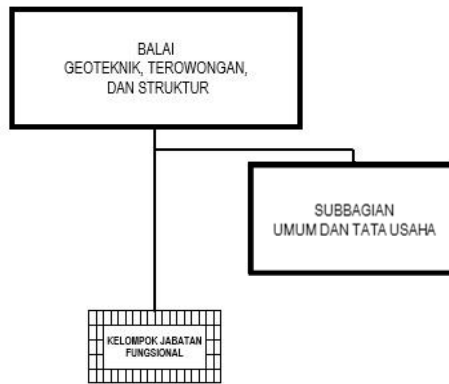 BALAI
GEOTEKNIK, TEROWONGAN,
DAN STRUKTUR
SUBBAGIAN
UMUM DAN TATA USAHA
KELOMPOK JABATAN
FUNGSIONAL